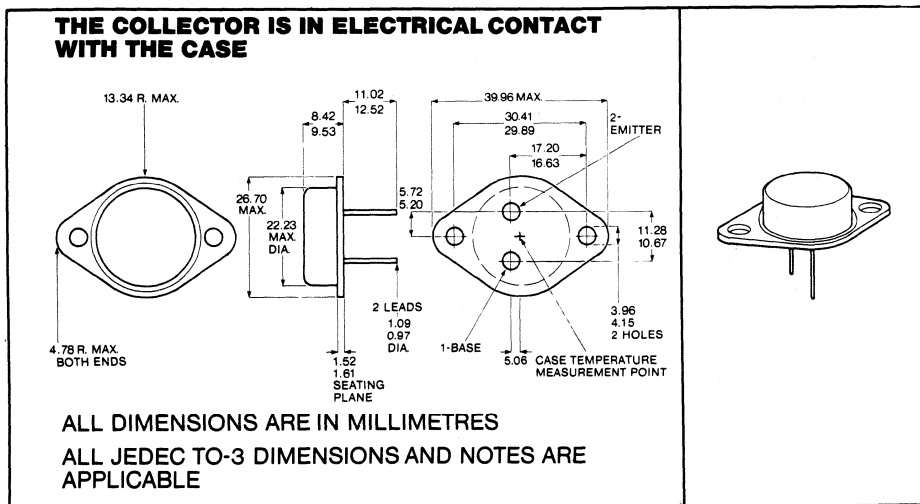 THE COLLECTOR IS IN ELECTRICAL CONTACT
WITH THE CASE
13.34 R. MAX.
8.42
9.53
11.02
12.52
39.96 MAX.
30.41
29.89
2-
EMITTER
17.20
16.63
26.70
MAX.
22.23
MAX.
DIA.
5.72
5.20
11.28
10.67
4.78 R. MAX.
BOTH ENDS
1.52
1.61
SEATING
PLANE
2 LEADS
1.09
0.97
DIA.
1-BASE
5.06
CASE TEMPERATURE
MEASUREMENT POINT
3.96
4.15
2 HOLES
ALL DIMENSIONS ARE IN MILLIMETRES
ALL JEDEC TO-3 DIMENSIONS AND NOTES ARE
APPLICABLE